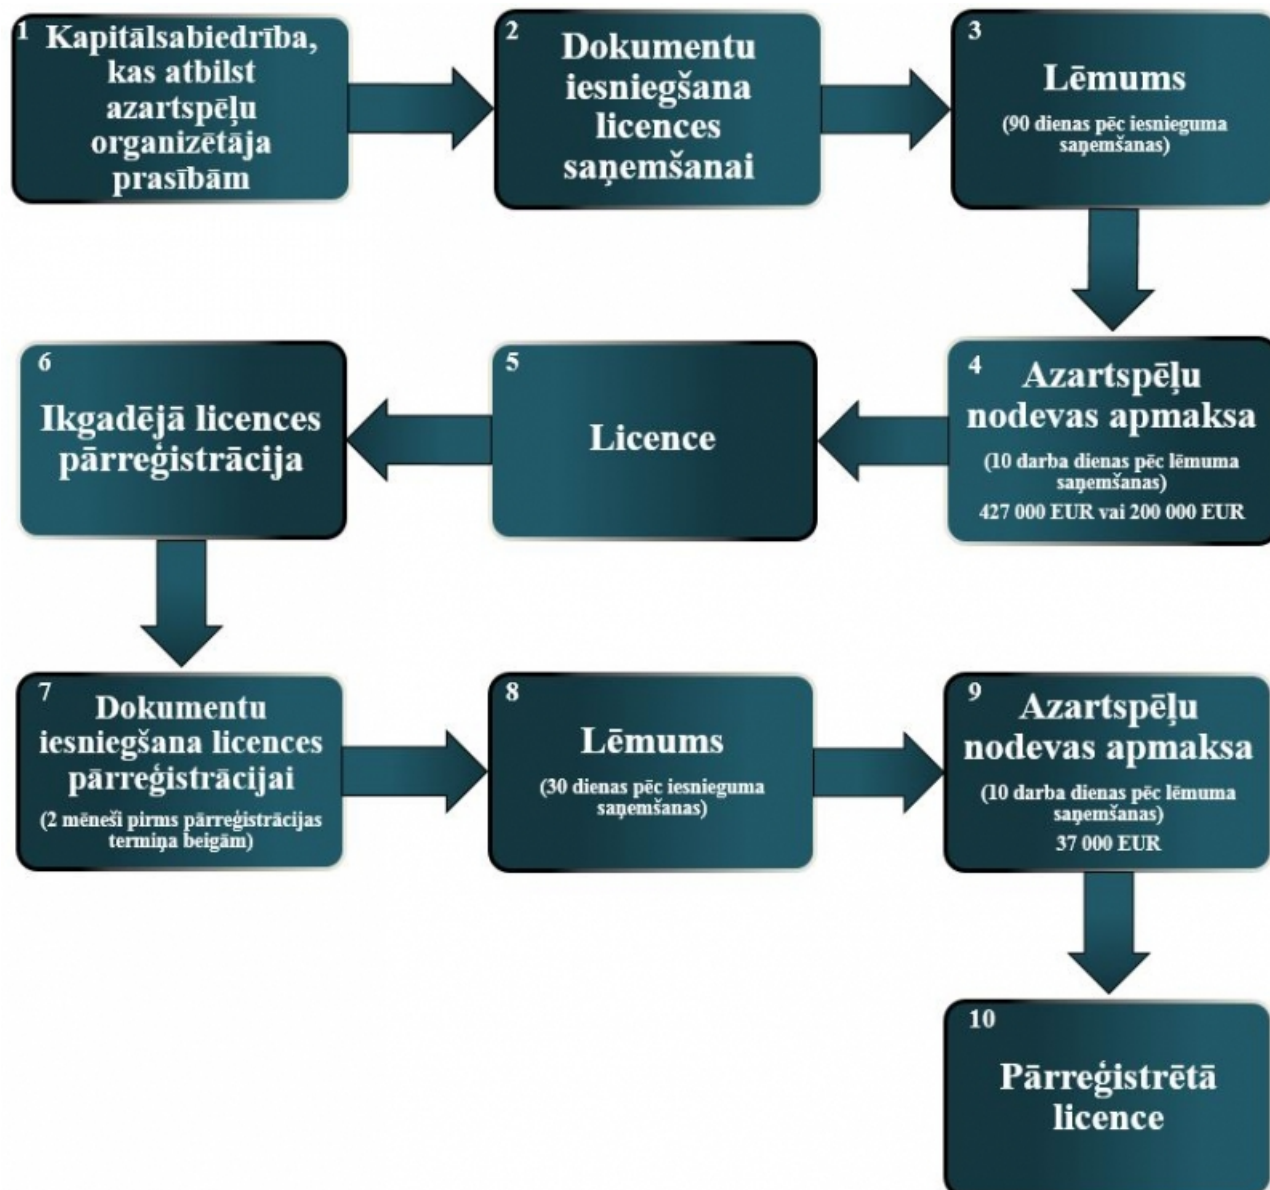 1
Kapitālsabiedrība,
kas atbilst
azartspēļu
organizētāja
prasībām
2
Dokumentu
iesniegšana
licences
saņemšanai
3
Lēmums
(90 dienas pēc iesnieguma
saņemšanas)
4
Azartspēļu
nodevas apmaksa
(10 darba dienas pēc lēmuma
saņemšanas)
427 000 EUR vai 200 000 EUR
5
Licence
6
Ikgadējā licences
pārreģistrācija
7
Dokumentu
iesniegšana licences
pārreģistrācijai
(2 mēneši pirms pārreģistrācijas
termiņa beigām)
8
Lēmums
(30 dienas pēc iesnieguma
saņemšanas)
9
Azartspēļu
nodevas apmaksa
(10 darba dienas pēc lēmuma
saņemšanas)
37 000 EUR
10
Pārreģistrētā
licence